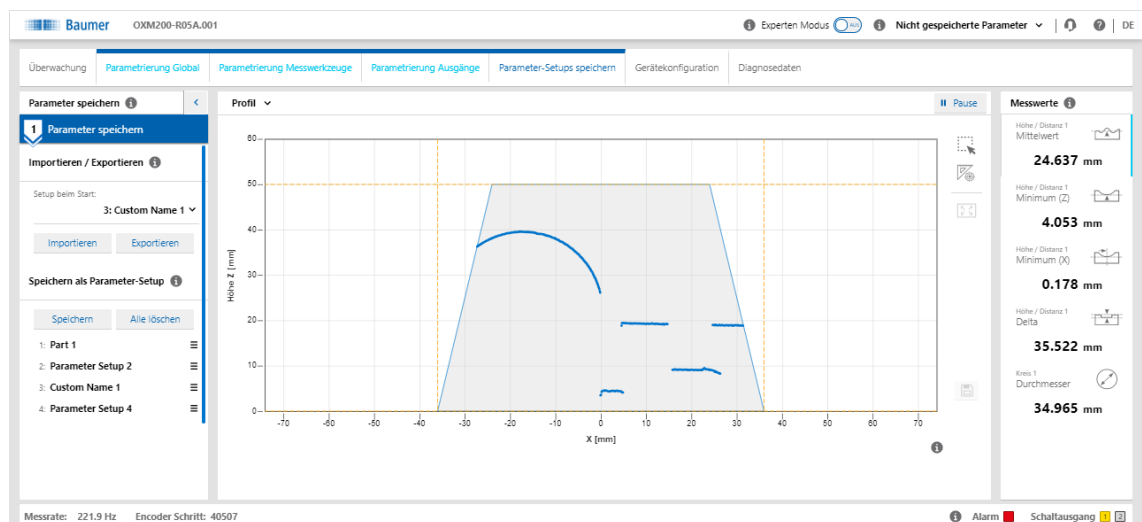 Baumer OXM200-R05A.001 Experten Modus AUS Nicht gespeicherte Parameter DE
Überwachung Parametrierung Global Parametrierung Messwerkzeuge Parametrierung Ausgänge Parameter-Setups speichern Gerätekonfiguration Diagnosedaten
Parameter speichern
1 Parameter speichern
Importieren / Exportieren
Setup beim Start:
3: Custom Name 1
Importieren Exportieren
Speichern als Parameter-Setup
Speichern Alle löschen
1: Part 1
2: Parameter Setup 2
3: Custom Name 1
4: Parameter Setup 4
Profil Pause
60
50
40
30
20
10
0
Höhe Z [mm]
-70 -60 -50 -40 -30 -20 -10 0 10 20 30 40 50 60 70
X [mm]
Messwerte
Höhe / Distanz 1
Mittelwert
24.637 mm
Höhe / Distanz 1
Minimum (Z)
4.053 mm
Höhe / Distanz 1
Minimum (X)
0.178 mm
Höhe / Distanz 1
Delta
35.522 mm
Kreis 1
Durchmesser
34.965 mm
Messrate: 221.9 Hz Encoder Schritt: 40507 Alarm Schaltausgang 1 2